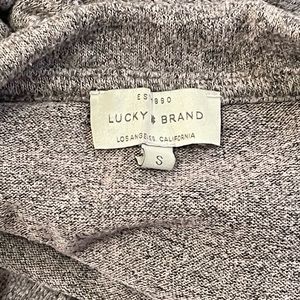 EST 1990
LUCKY BRAND
LOS ANGELES, CALIFORNIA
S